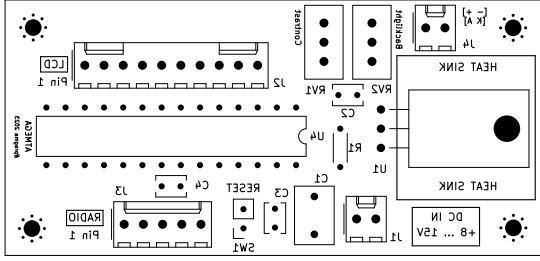 [– +]
[K A]
J4
Contrast
Backlight
LCD
Pin 1
J2
RV1
RV2
HEAT SINK
C2
ATMEGA
U4
R1
U1
J3
C4
RESET
C3
C1
HEAT SINK
RADIO
Pin 1
SW1
J1
DC IN
+8 ... 15V